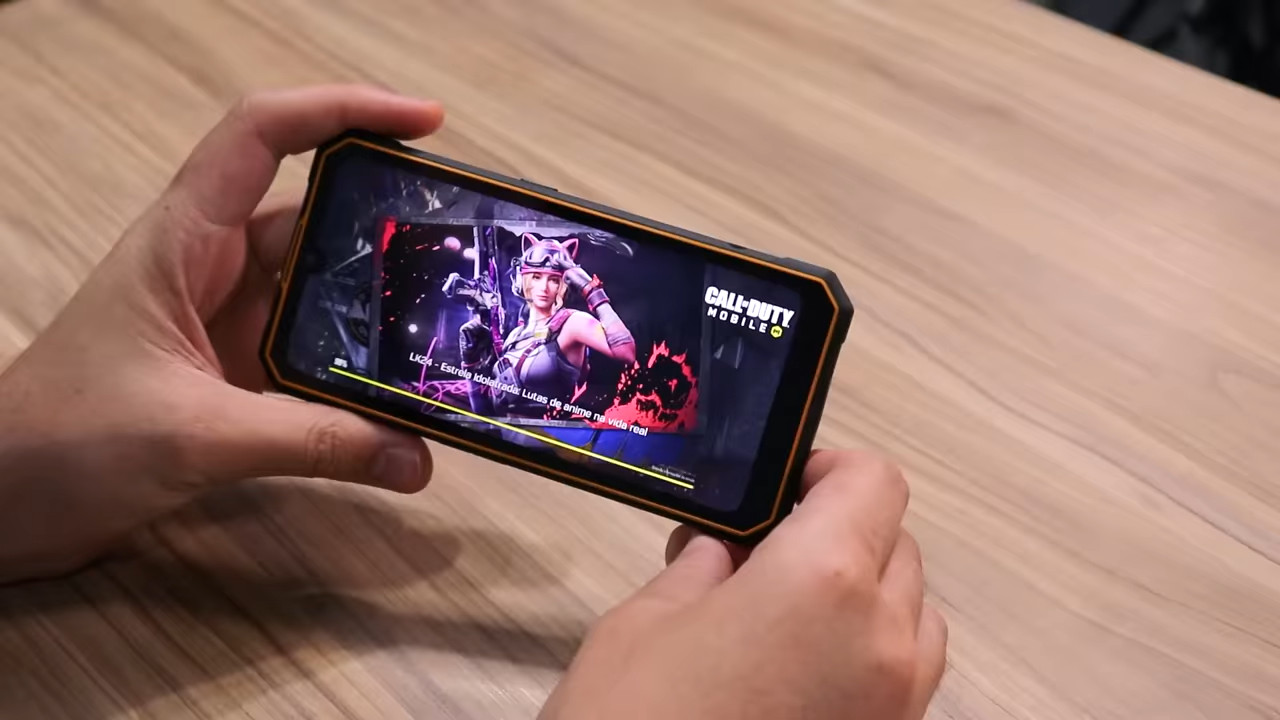 CALL OF DUTY
MOBILE
LK24 - Estrela Idolatrada: Lutas de anime na vida real